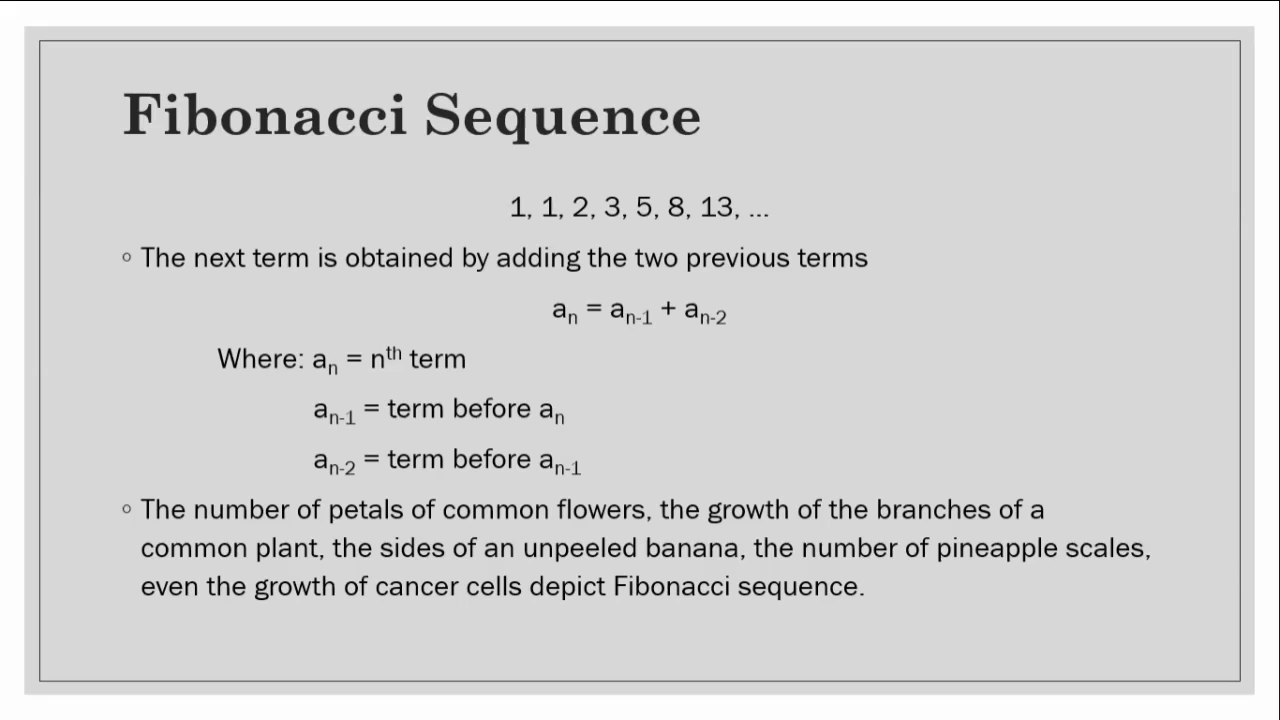 Fibonacci Sequence
1, 1, 2, 3, 5, 8, 13, ...
◦ The next term is obtained by adding the two previous terms
aₙ = aₙ₋₁ + aₙ₋₂
Where: aₙ = nᵗʰ term
aₙ₋₁ = term before aₙ
aₙ₋₂ = term before aₙ₋₁
◦ The number of petals of common flowers, the growth of the branches of a
common plant, the sides of an unpeeled banana, the number of pineapple scales,
even the growth of cancer cells depict Fibonacci sequence.